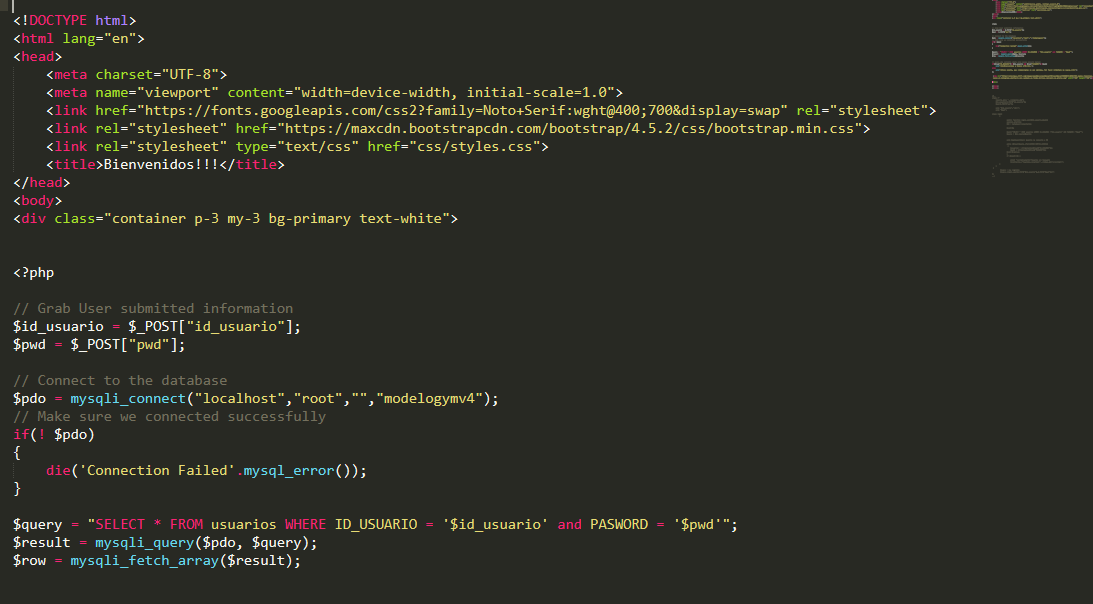 <!DOCTYPE html>
<html lang="en">
<head>
    <meta charset="UTF-8">
    <meta name="viewport" content="width=device-width, initial-scale=1.0">
    <link href="https://fonts.googleapis.com/css2?family=Noto+Serif:wght@400;700&display=swap" rel="stylesheet">
    <link rel="stylesheet" href="https://maxcdn.bootstrapcdn.com/bootstrap/4.5.2/css/bootstrap.min.css">
    <link rel="stylesheet" type="text/css" href="css/styles.css">
    <title>Bienvenidos!!!</title>
</head>
<body>
<div class="container p-3 my-3 bg-primary text-white">
<?php
// Grab User submitted information
$id_usuario = $_POST["id_usuario"];
$pwd = $_POST["pwd"];
// Connect to the database
$pdo = mysqli_connect("localhost","root","","modelogymv4");
// Make sure we connected successfully
if(! $pdo)
{
    die('Connection Failed'.mysql_error());
}
$query = "SELECT * FROM usuarios WHERE ID_USUARIO = '$id_usuario' and PASWORD = '$pwd'";
$result = mysqli_query($pdo, $query);
$row = mysqli_fetch_array($result);